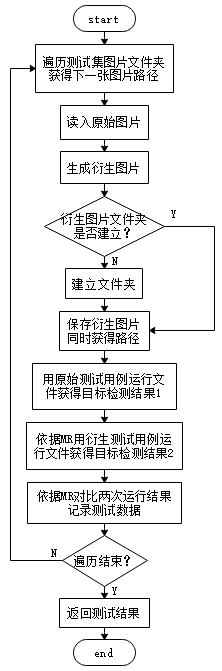 start
遍历测试集图片文件夹
获得下一张图片路径
读入原始图片
生成衍生图片
衍生图片文件夹
是否建立？
Y
N
建立文件夹
保存衍生图片
同时获得路径
用原始测试用例运行文
件获得目标检测结果1
依据MR用衍生测试用例运
行文件获得目标检测结果2
依据MR对比两次运行结果
记录测试数据
N
遍历结束？
Y
返回测试结果
end